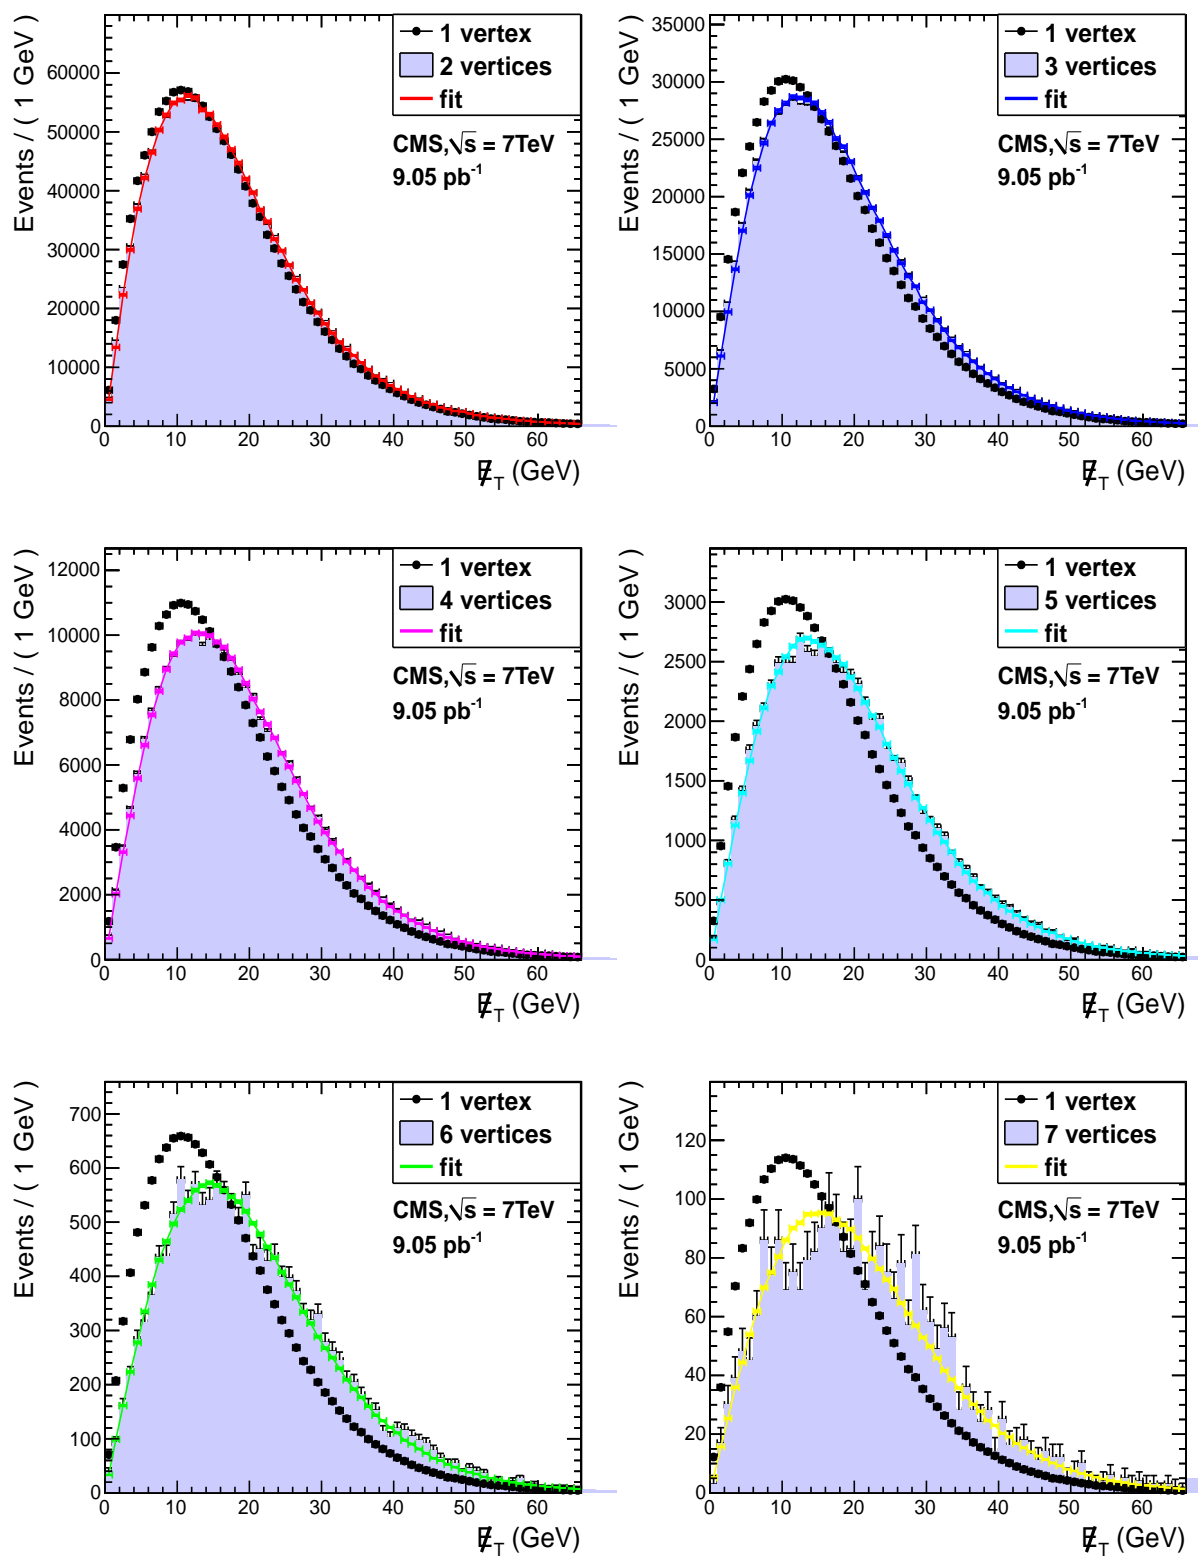 Events / ( 1 GeV )
60000
50000
40000
30000
20000
10000
0
0 10 20 30 40 50 60
E̸_T (GeV)
1 vertex
2 vertices
fit
CMS,√s = 7TeV
9.05 pb⁻¹
Events / ( 1 GeV )
35000
30000
25000
20000
15000
10000
5000
0
0 10 20 30 40 50 60
E̸_T (GeV)
1 vertex
3 vertices
fit
CMS,√s = 7TeV
9.05 pb⁻¹
Events / ( 1 GeV )
12000
10000
8000
6000
4000
2000
0
0 10 20 30 40 50 60
E̸_T (GeV)
1 vertex
4 vertices
fit
CMS,√s = 7TeV
9.05 pb⁻¹
Events / ( 1 GeV )
3000
2500
2000
1500
1000
500
0
0 10 20 30 40 50 60
E̸_T (GeV)
1 vertex
5 vertices
fit
CMS,√s = 7TeV
9.05 pb⁻¹
Events / ( 1 GeV )
700
600
500
400
300
200
100
0
0 10 20 30 40 50 60
E̸_T (GeV)
1 vertex
6 vertices
fit
CMS,√s = 7TeV
9.05 pb⁻¹
Events / ( 1 GeV )
120
100
80
60
40
20
0
0 10 20 30 40 50 60
E̸_T (GeV)
1 vertex
7 vertices
fit
CMS,√s = 7TeV
9.05 pb⁻¹